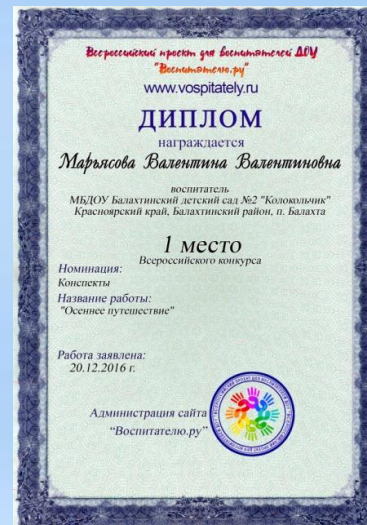 Всероссийский проект для воспитателей ДОУ
"Воспитателю.ру"
www.vospitately.ru
ДИПЛОМ
награждается
Марьясова Валентина Валентиновна
воспитатель
МБДОУ Балахтинский детский сад №2 "Колокольчик"
Красноярский край, Балахтинский район, п. Балахта
1 место
Всероссийского конкурса
Номинация:
Конспекты
Название работы:
"Осеннее путешествие"
Работа заявлена:
20.12.2016 г.
Администрация сайта
"Воспитателю.ру"